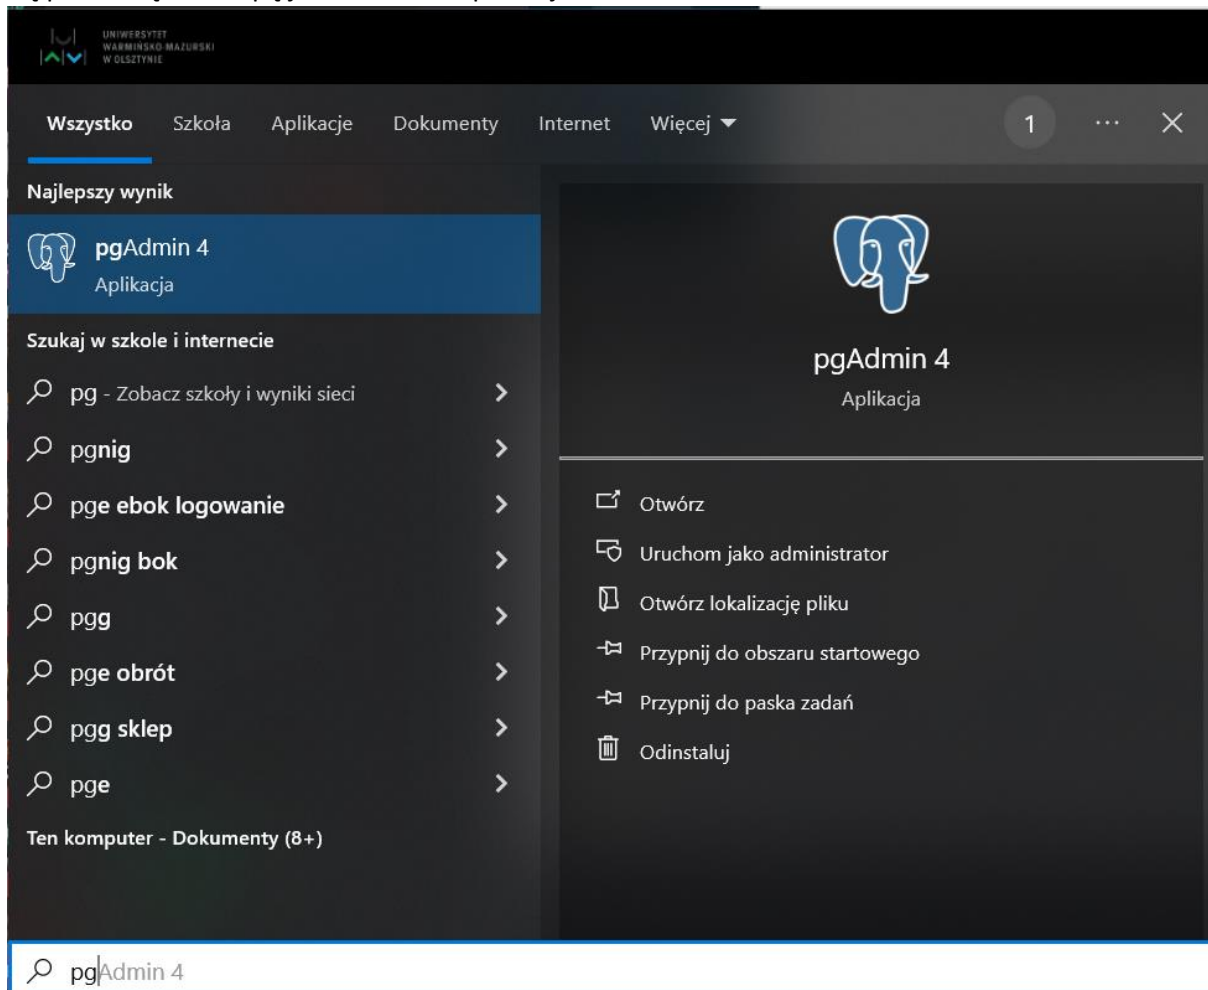 UNIWERSYTET
WARMIŃSKO-MAZURSKI
W OLSZTYNIE
Wszystko Szkoła Aplikacje Dokumenty Internet Więcej 1 ...
Najlepszy wynik
pgAdmin 4
Aplikacja
Szukaj w szkole i internecie
pg - Zobacz szkoły i wyniki sieci
pgnig
pge ebok logowanie
pgnig bok
pgg
pge obrót
pgg sklep
pge
Ten komputer - Dokumenty (8+)
pgAdmin 4
Aplikacja
Otwórz
Uruchom jako administrator
Otwórz lokalizację pliku
Przypnij do obszaru startowego
Przypnij do paska zadań
Odinstaluj
pgAdmin 4